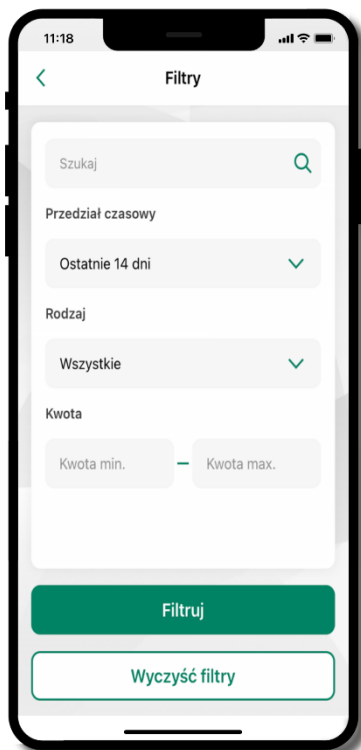 11:18
Filtry
Szukaj
Przedział czasowy
Ostatnie 14 dni
Rodzaj
Wszystkie
Kwota
Kwota min. – Kwota max.
Filtruj
Wyczyść filtry